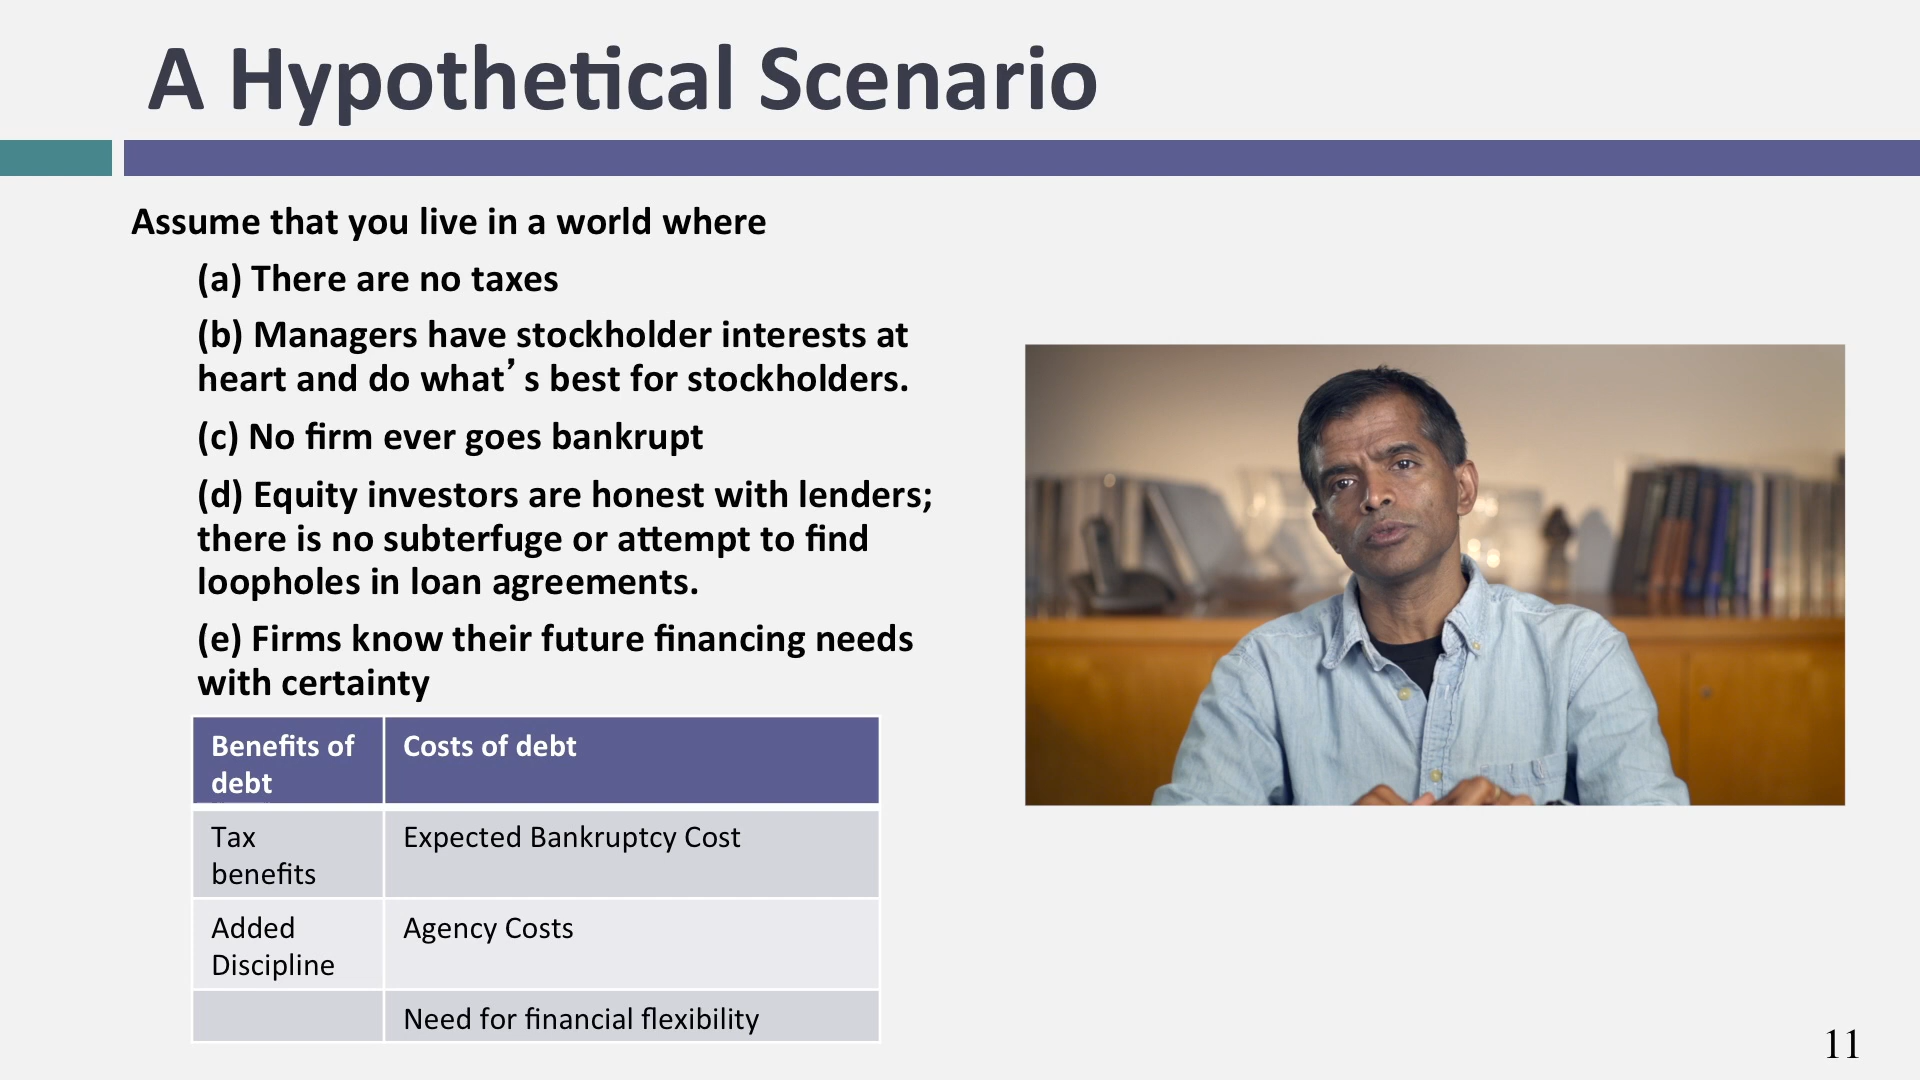 A Hypothetical Scenario
Assume that you live in a world where
(a) There are no taxes
(b) Managers have stockholder interests at
heart and do what’s best for stockholders.
(c) No firm ever goes bankrupt
(d) Equity investors are honest with lenders;
there is no subterfuge or attempt to find
loopholes in loan agreements.
(e) Firms know their future financing needs
with certainty
Benefits of
debt
Costs of debt
Tax
benefits
Expected Bankruptcy Cost
Added
Discipline
Agency Costs
Need for financial flexibility
11